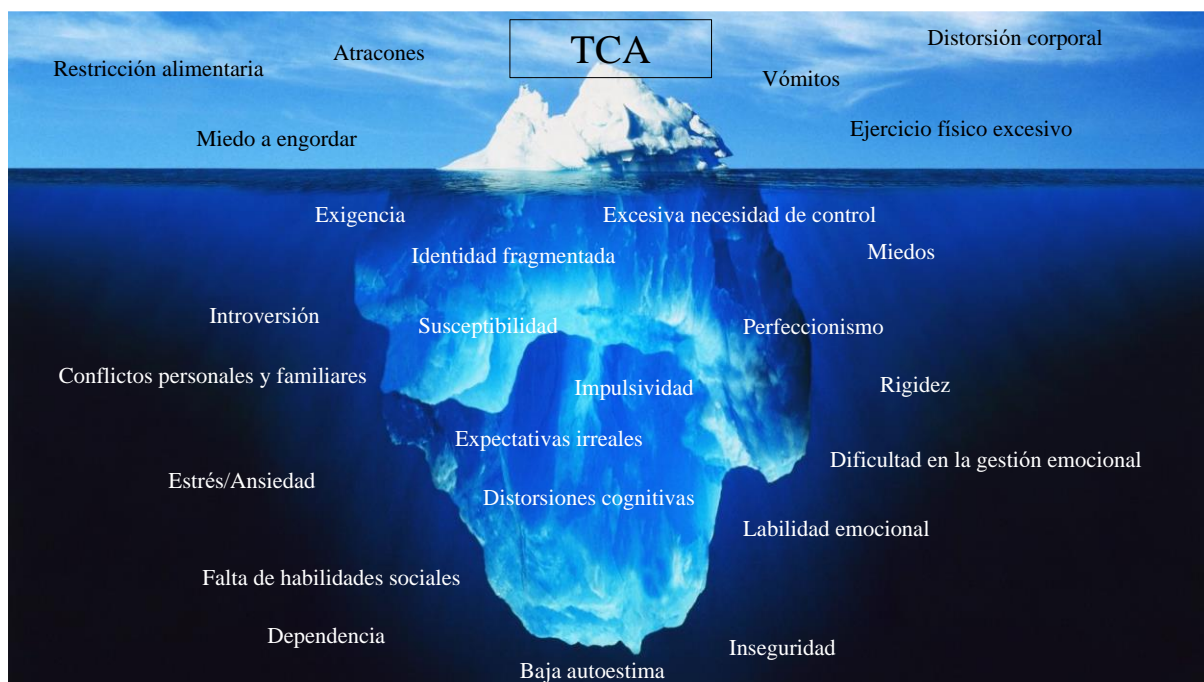 TCA
Distorsión corporal
Atracones
Restricción alimentaria
Vómitos
Ejercicio físico excesivo
Miedo a engordar
Exigencia
Excesiva necesidad de control
Identidad fragmentada
Miedos
Introversión
Susceptibilidad
Perfeccionismo
Conflictos personales y familiares
Impulsividad
Rigidez
Expectativas irreales
Dificultad en la gestión emocional
Estrés/Ansiedad
Distorsiones cognitivas
Labilidad emocional
Falta de habilidades sociales
Dependencia
Inseguridad
Baja autoestima